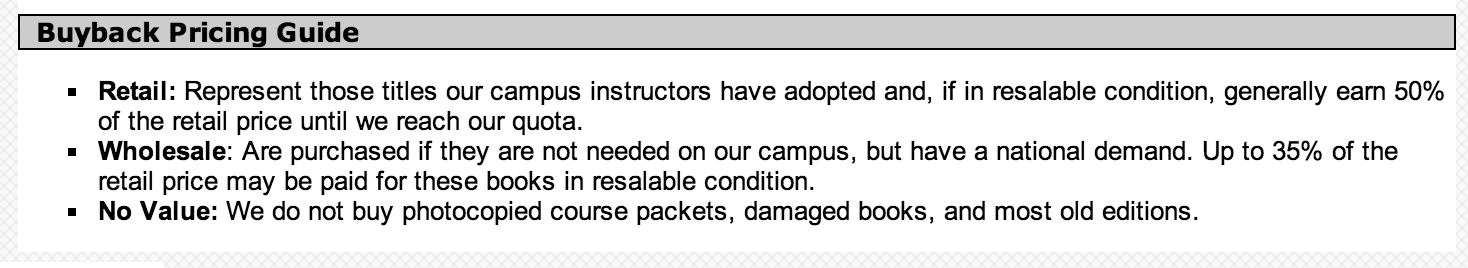 Buyback Pricing Guide
▪ Retail: Represent those titles our campus instructors have adopted and, if in resalable condition, generally earn 50%
of the retail price until we reach our quota.
▪ Wholesale: Are purchased if they are not needed on our campus, but have a national demand. Up to 35% of the
retail price may be paid for these books in resalable condition.
▪ No Value: We do not buy photocopied course packets, damaged books, and most old editions.